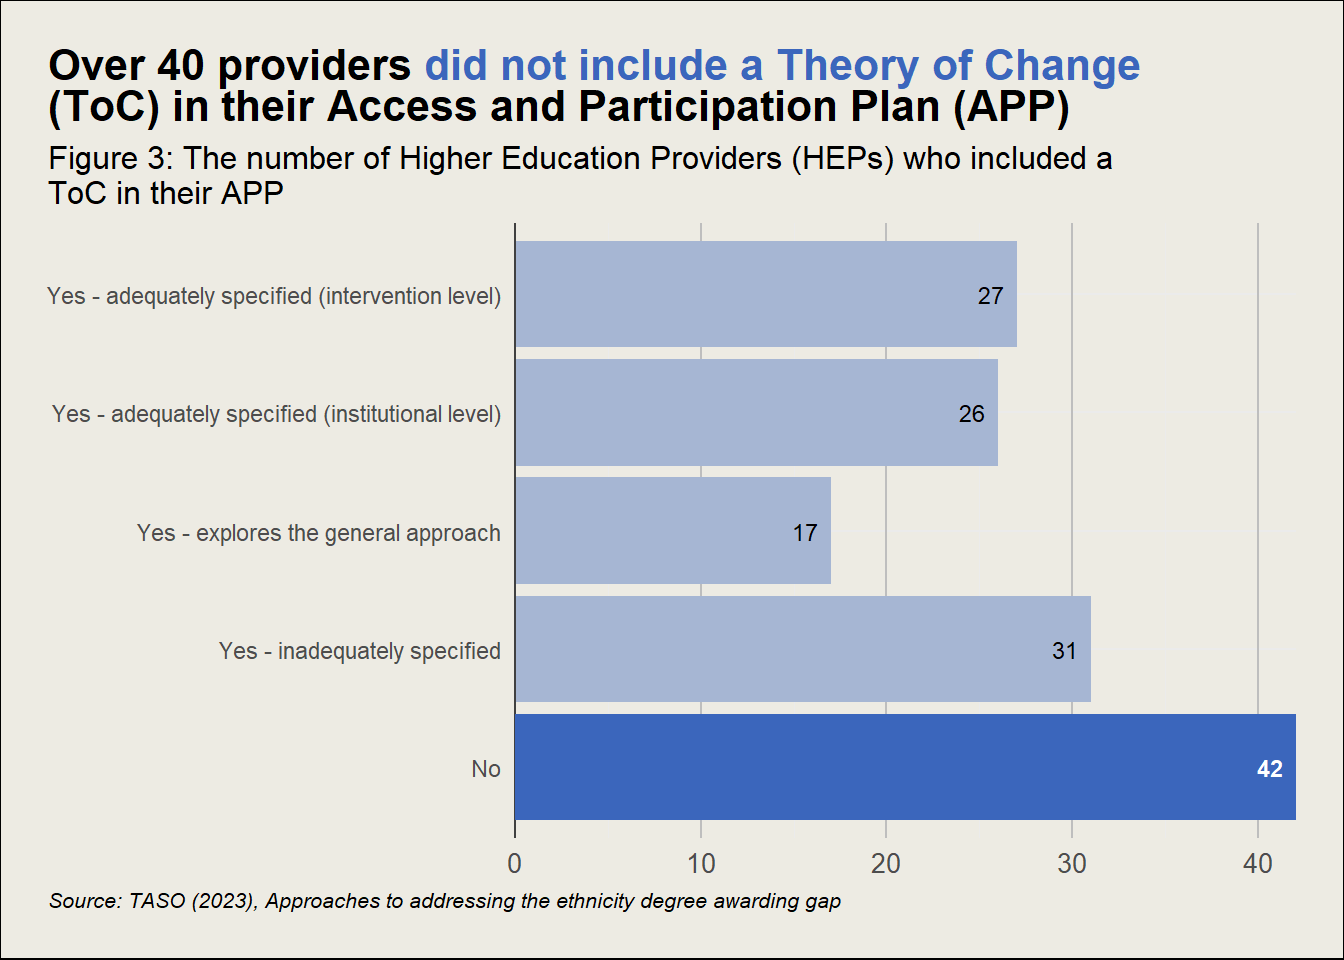 Over 40 providers did not include a Theory of Change
(ToC) in their Access and Participation Plan (APP)
Figure 3: The number of Higher Education Providers (HEPs) who included a
ToC in their APP
Yes - adequately specified (intervention level)
27
Yes - adequately specified (institutional level)
26
Yes - explores the general approach
17
Yes - inadequately specified
31
No
42
0 10 20 30 40
Source: TASO (2023), Approaches to addressing the ethnicity degree awarding gap